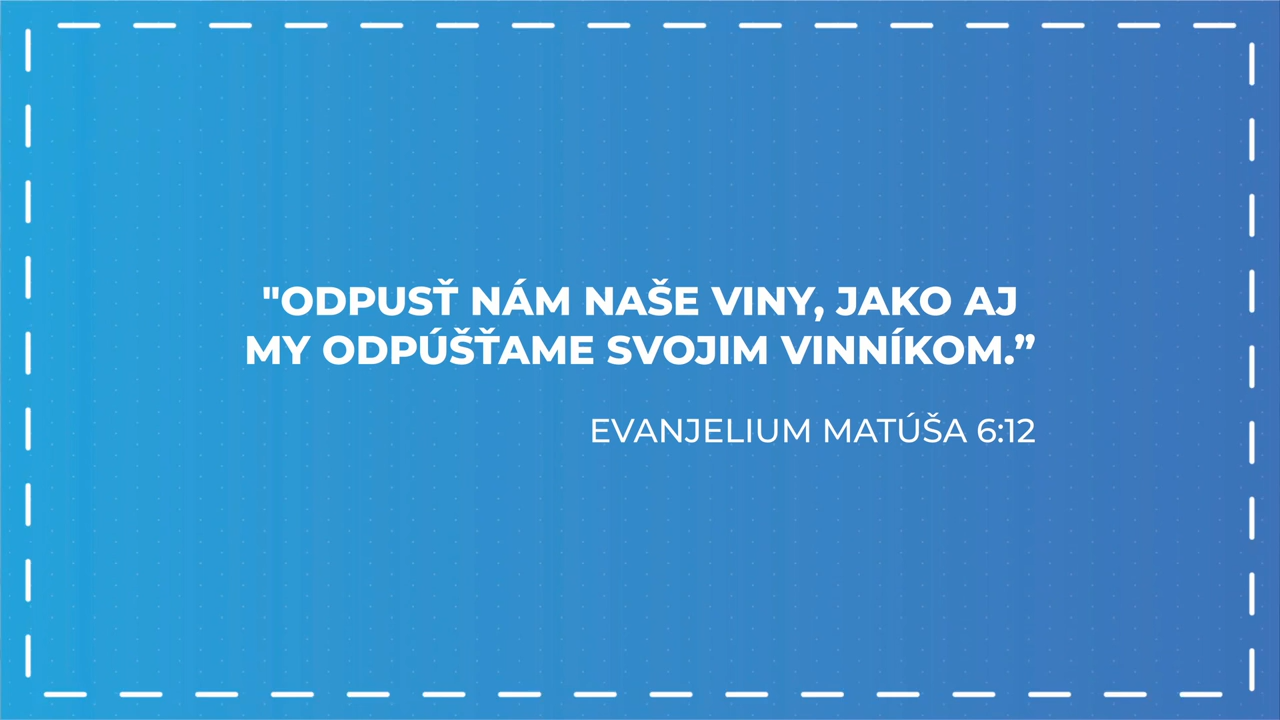 "ODPUSŤ NÁM NAŠE VINY, JAKO AJ
MY ODPÚŠŤAME SVOJIM VINNÍKOM.”
EVANJELIUM MATÚŠA 6:12